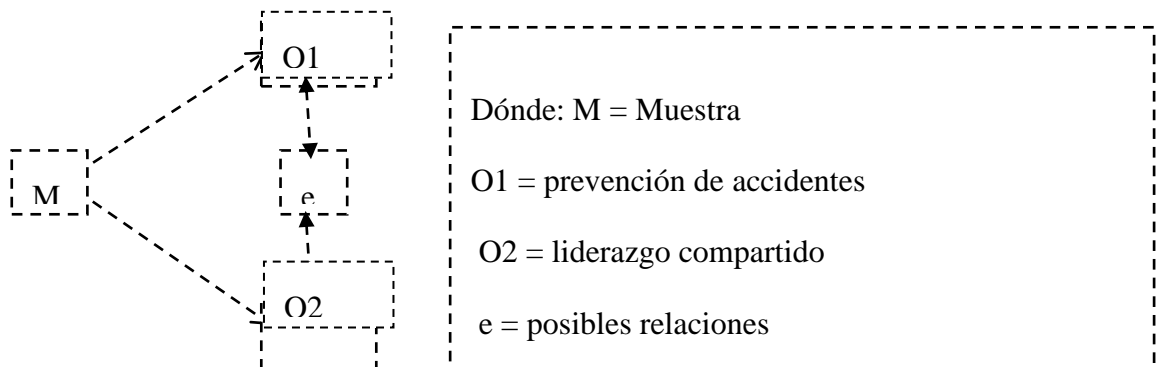 O1
Dónde: M = Muestra
O1 = prevención de accidentes
M
e
O2 = liderazgo compartido
O2
e = posibles relaciones